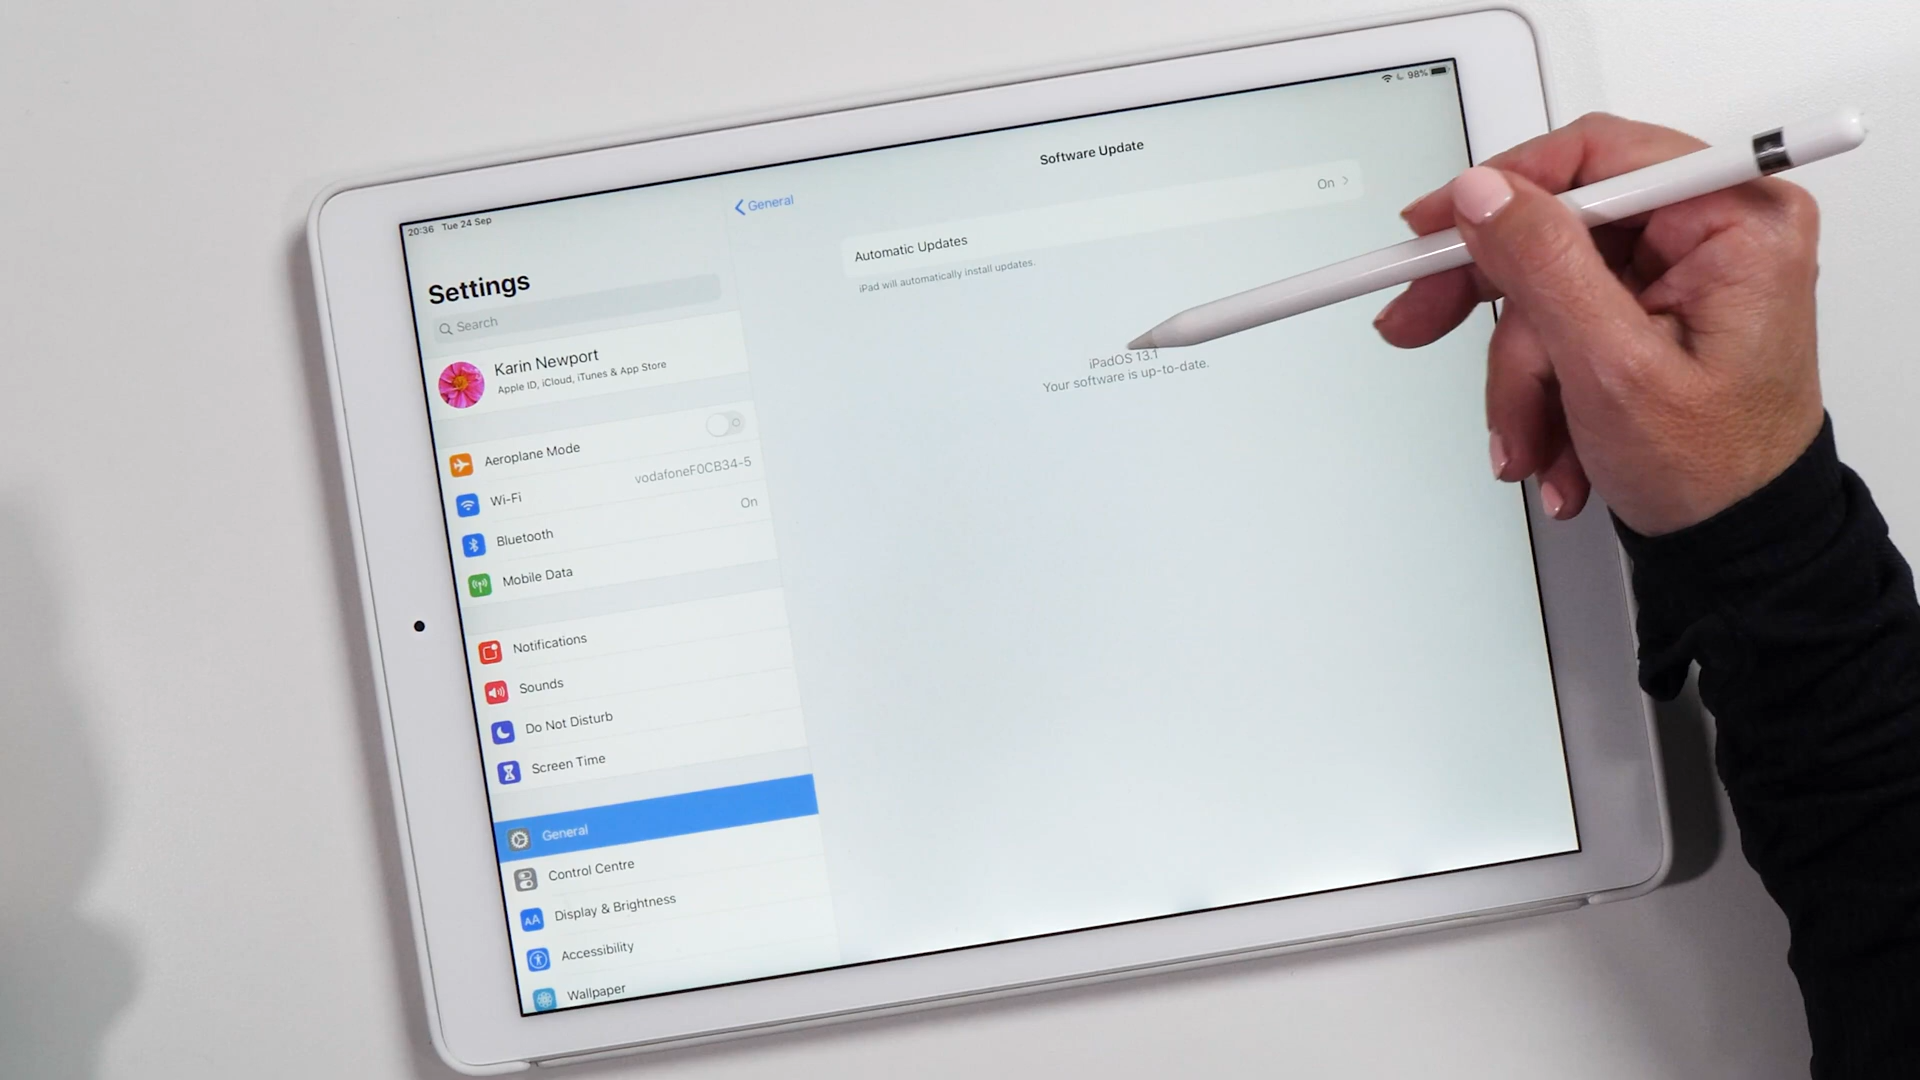 20:36 Tue 24 Sep
98%
Settings
Search
Karin Newport
Apple ID, iCloud, iTunes & App Store
Aeroplane Mode
Wi-Fi vodafoneF0CB34-5
Bluetooth On
Mobile Data
Notifications
Sounds
Do Not Disturb
Screen Time
General
Control Centre
AA Display & Brightness
Accessibility
Wallpaper
General
Software Update
Automatic Updates On
iPad will automatically install updates.
iPadOS 13.1
Your software is up-to-date.